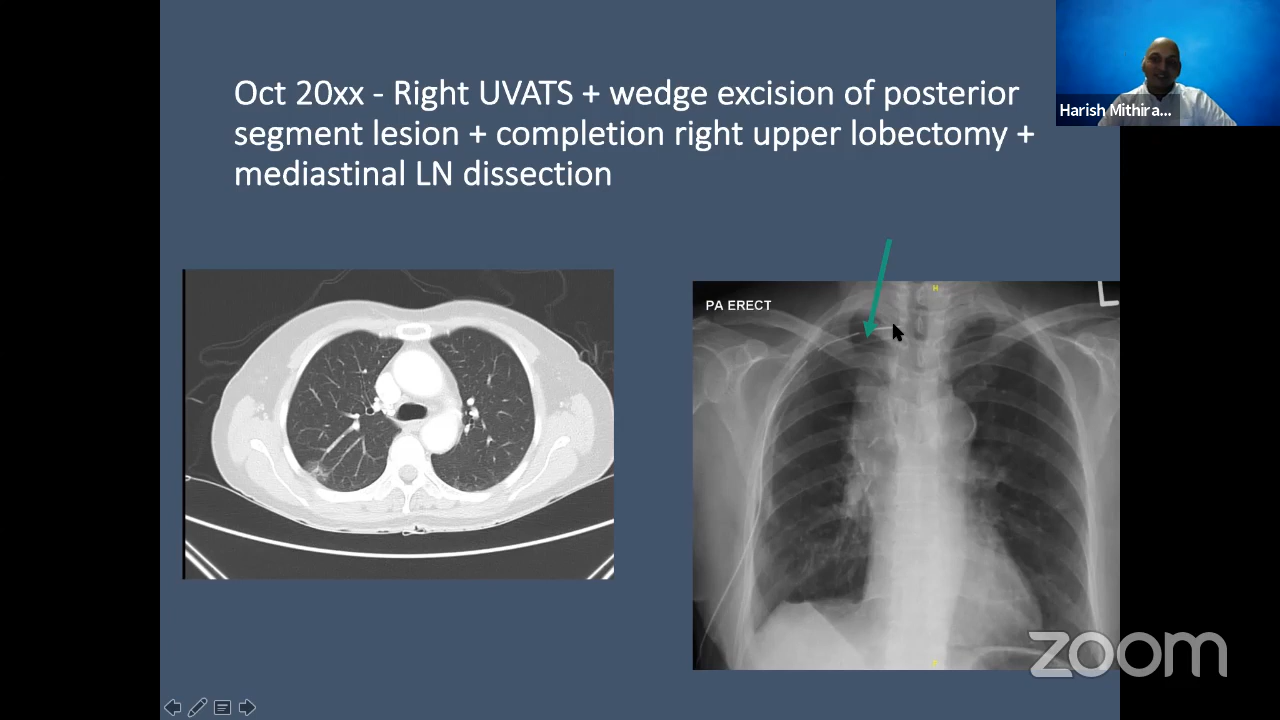 Oct 20xx - Right UVATS + wedge excision of posterior
segment lesion + completion right upper lobectomy +
mediastinal LN dissection
Harish Mithira...
PA ERECT
H
L
zoom